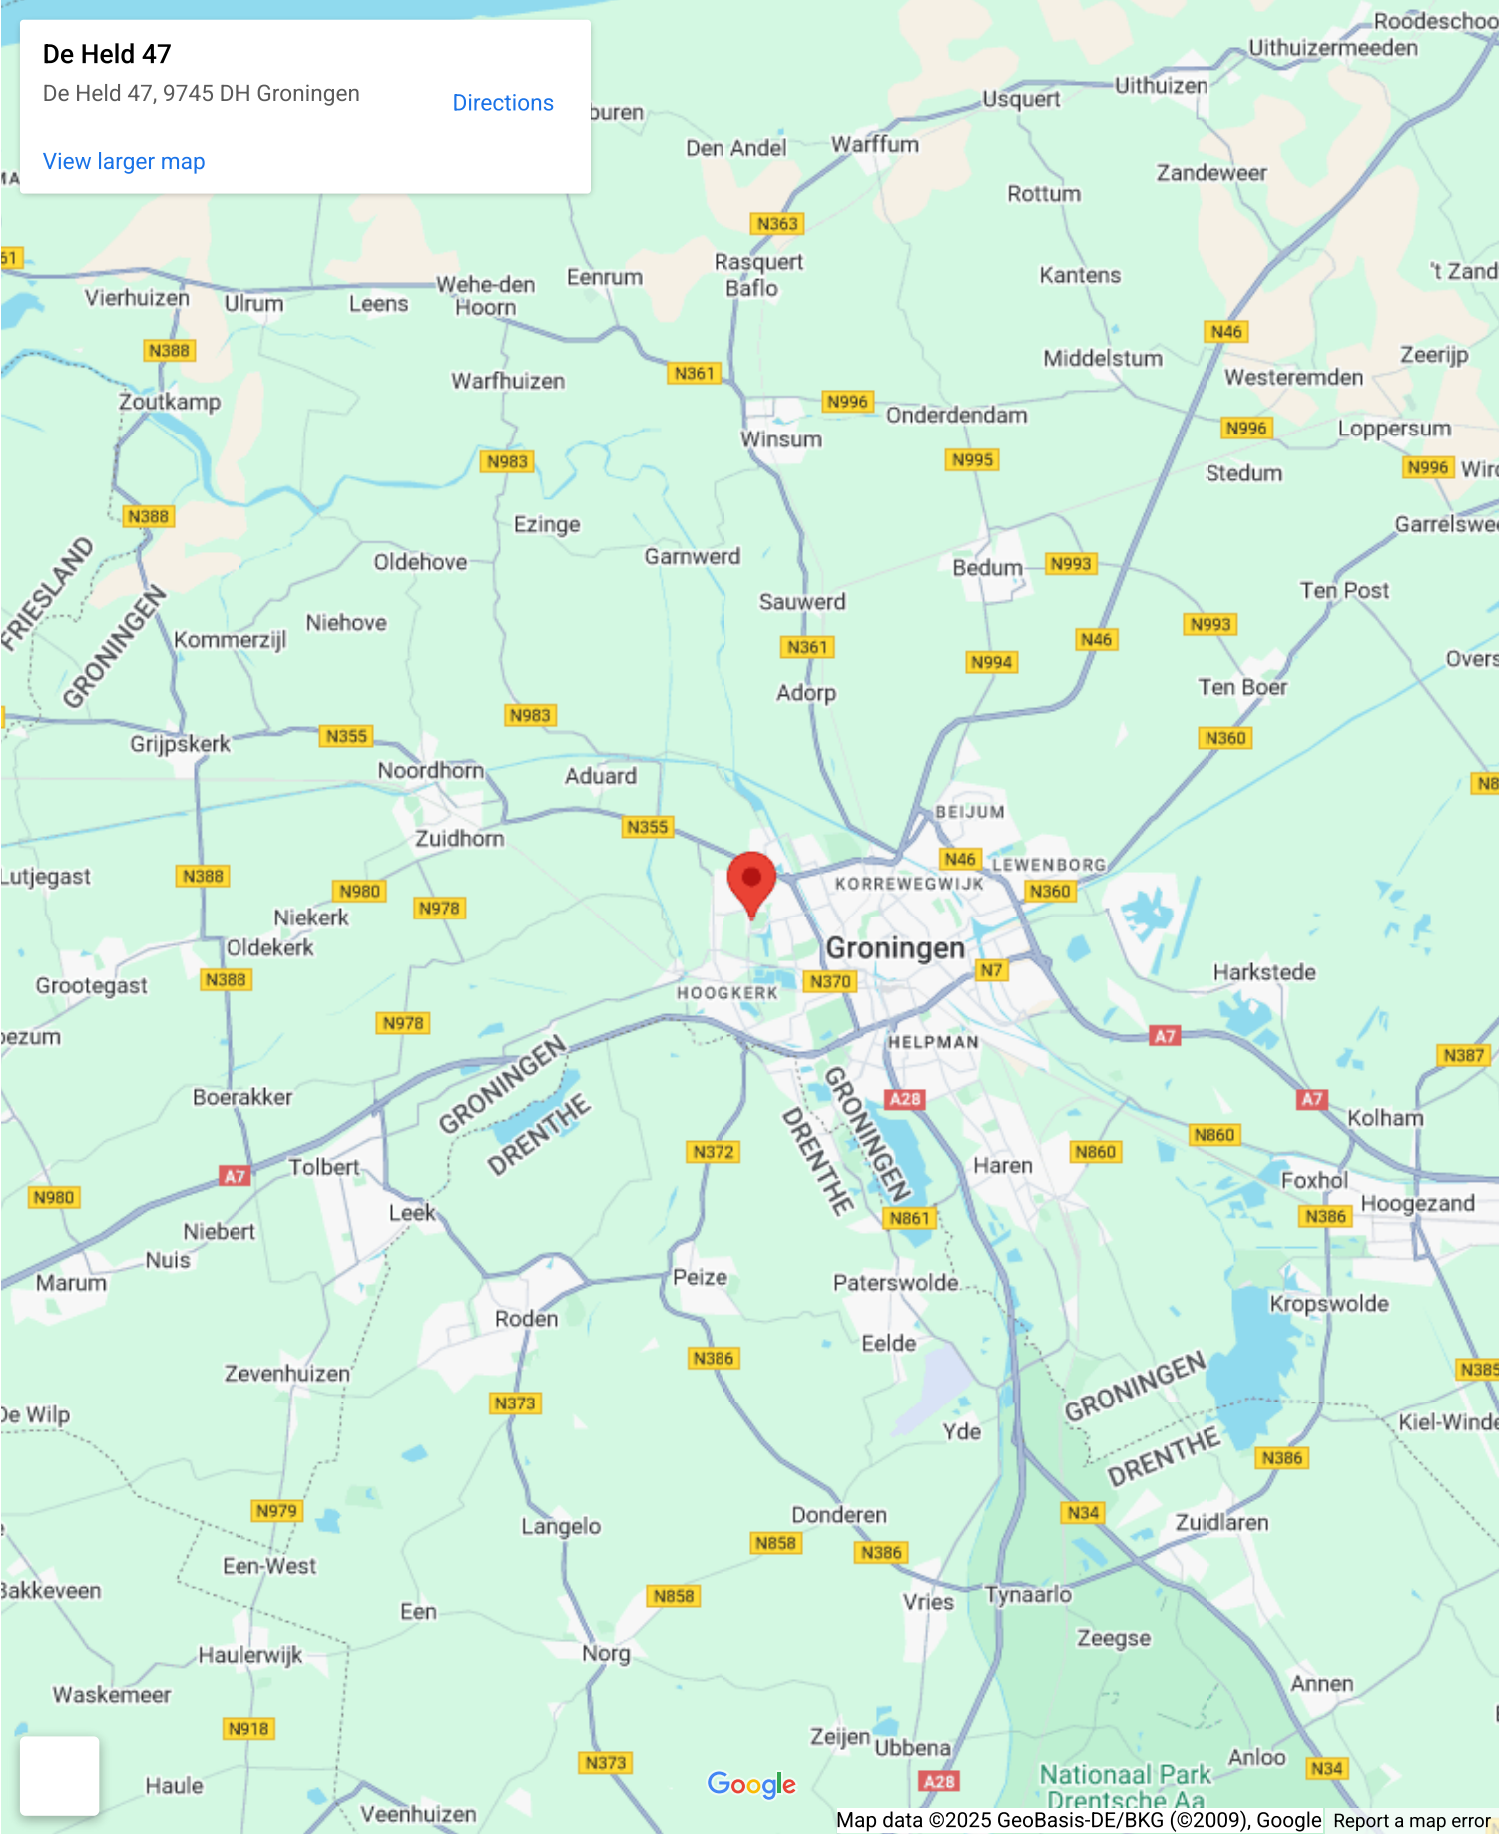 De Held 47
De Held 47, 9745 DH Groningen
Directions
View larger map
Roodeschoo
Uithuizermeeden
Uithuizen
Usquert
buren
Den Andel
Warffum
Zandeweer
Rottum
N363
61
Rasquert
Baflo
Eenrum
Wehe-den
Hoorn
Kantens
't Zand
Vierhuizen
Ulrum
Leens
N46
N388
Middelstum
Zeerijp
Warfhuizen
N361
Westeremden
Zoutkamp
N996
Onderdendam
N996
Loppersum
Winsum
N983
N995
Stedum
N996
Wird
N388
Ezinge
Garrelswee
Oldehove
Garnwerd
Bedum
N993
FRIESLAND
GRONINGEN
Ten Post
Sauwerd
Niehove
Kommerzijl
N993
N361
N46
N994
Overs
Adorp
Ten Boer
N983
N355
Grijpskerk
N360
Noordhorn
Aduard
N8
BEIJUM
N355
Zuidhorn
N46
LEWENBORG
Lutjegast
N388
KORREWEGWIJK
N980
N360
N978
Niekerk
Oldekerk
Groningen
N7
Harkstede
N388
N370
Grootegast
HOOGKERK
N978
A7
oezum
HELPMAN
N387
GRONINGEN
DRENTHE
Boerakker
GRONINGEN
DRENTHE
A28
A7
Kolham
N860
N372
N860
Tolbert
A7
Haren
Foxhol
N980
Leek
N861
N386
Hoogezand
Niebert
Nuis
Marum
Peize
Paterswolde
Kropswolde
Roden
Eelde
N386
Zevenhuizen
GRONINGEN
N385
N373
De Wilp
Yde
Kiel-Winde
DRENTHE
N386
N979
Donderen
N34
Zuidlaren
Langelo
N858
N386
Een-West
Bakkeveen
N858
Vries
Tynaarlo
Een
Zeegse
Haulerwijk
Norg
Annen
Waskemeer
N918
Zeijen
Ubbena
Anloo
N373
N34
Haule
Google
A28
Nationaal Park
Drentsche Aa
Veenhuizen
Map data ©2025 GeoBasis-DE/BKG (©2009), Google
Report a map error